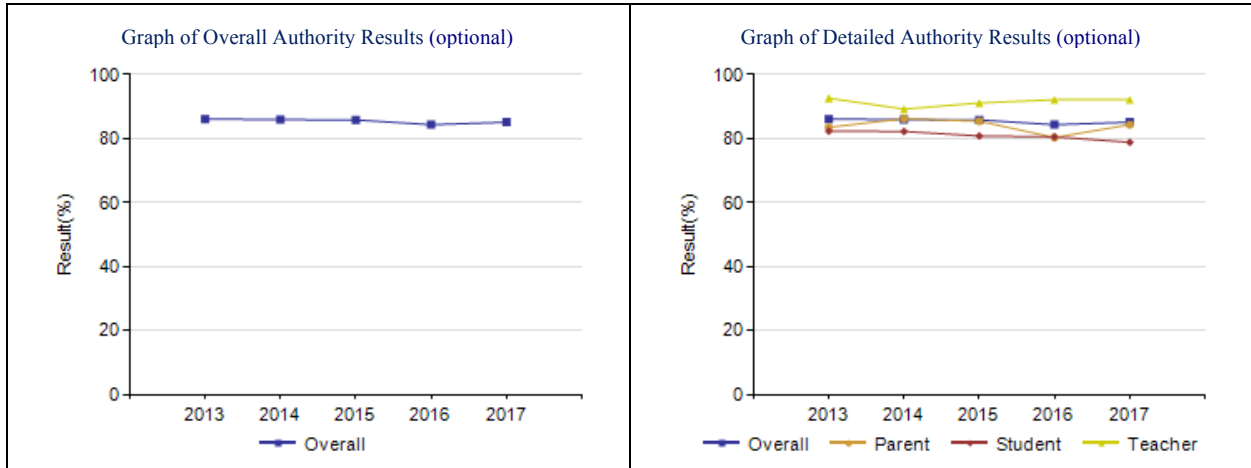 Graph of Overall Authority Results (optional)
100
80
60
40
20
0
Result(%)
2013 2014 2015 2016 2017
Overall
Graph of Detailed Authority Results (optional)
100
80
60
40
20
0
Result(%)
2013 2014 2015 2016 2017
Overall Parent Student Teacher